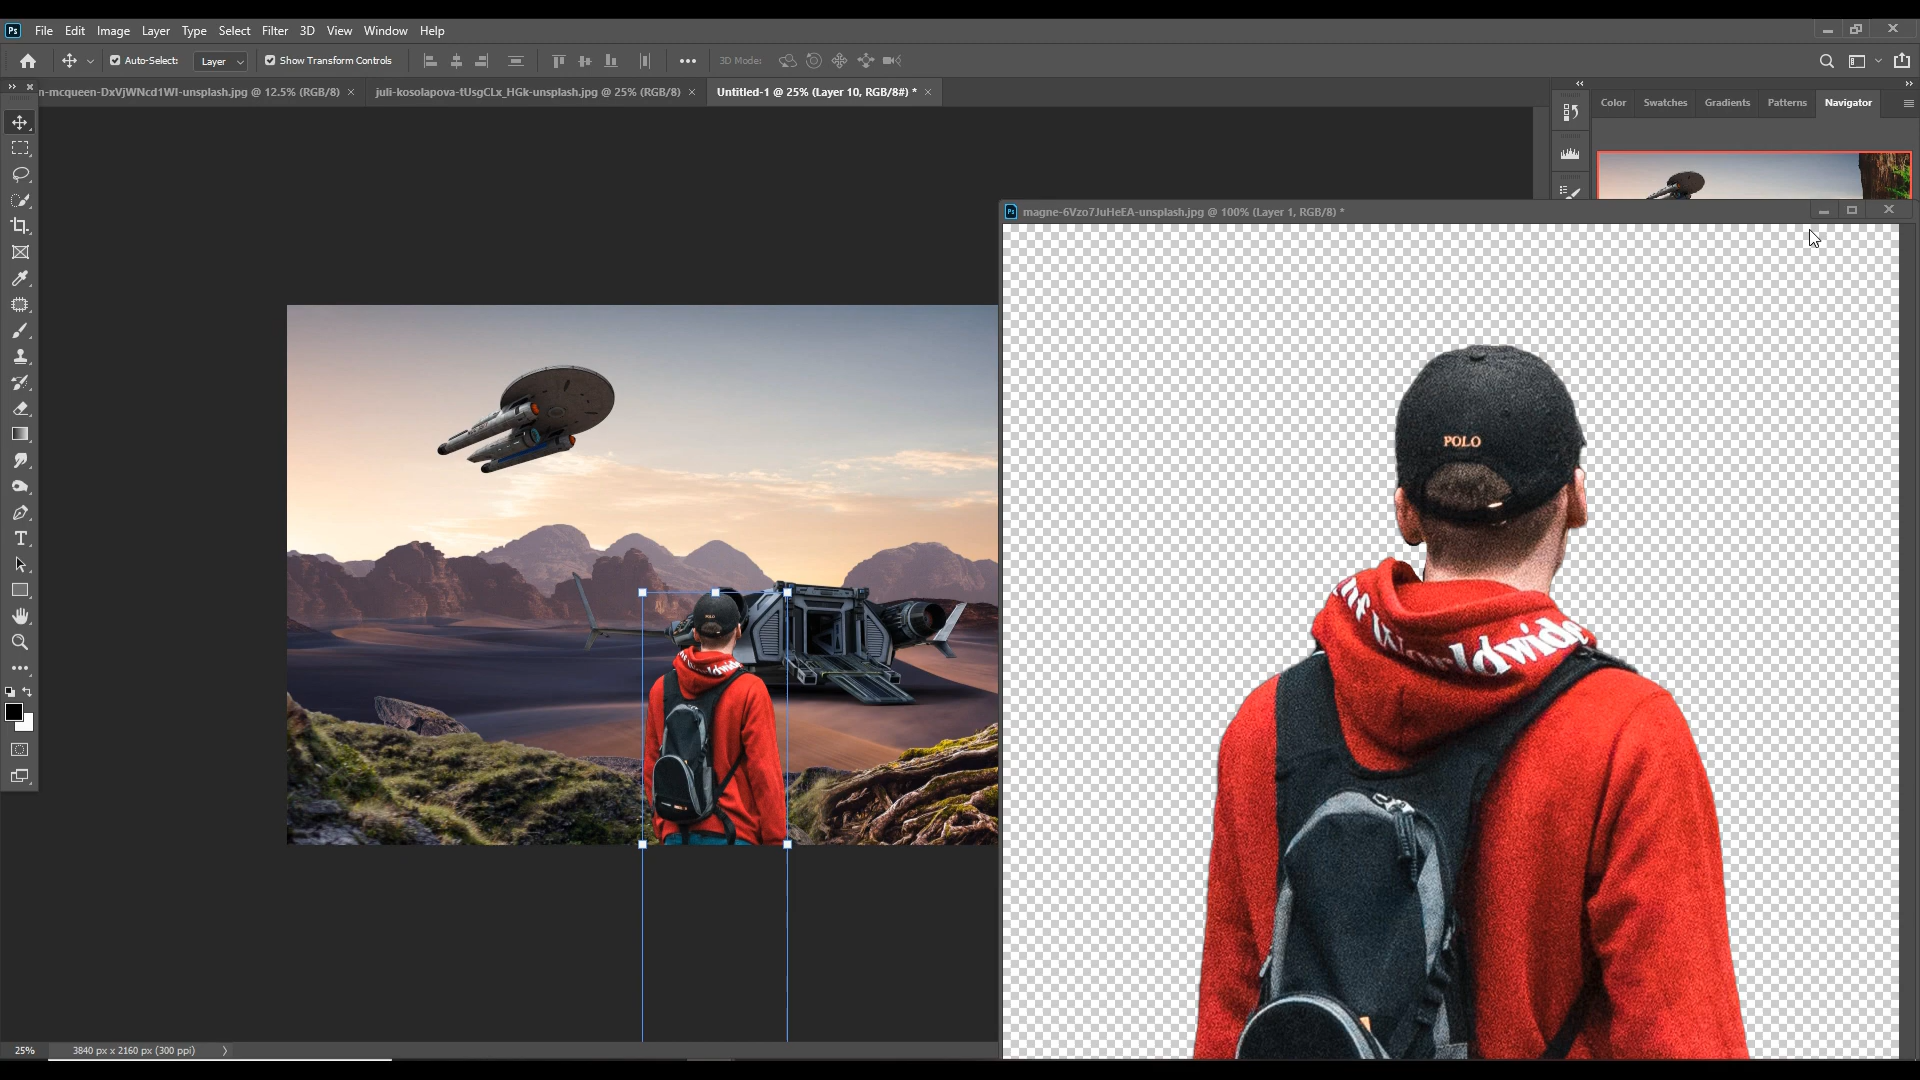 Ps File Edit Image Layer Type Select Filter 3D View Window Help
Auto-Select: Layer Show Transform Controls 3D Mode:
n-mcqueen-DxVjWNcd1WI-unsplash.jpg @ 12.5% (RGB/8) juli-kosolapova-tUsgCLx_HGk-unsplash.jpg @ 25% (RGB/8) Untitled-1 @ 25% (Layer 10, RGB/8#) *
Color Swatches Gradients Patterns Navigator
Ps magne-6Vzo7JuHeEA-unsplash.jpg @ 100% (Layer 1, RGB/8) *
POLO
ldwide
25% 3840 px x 2160 px (300 ppi)